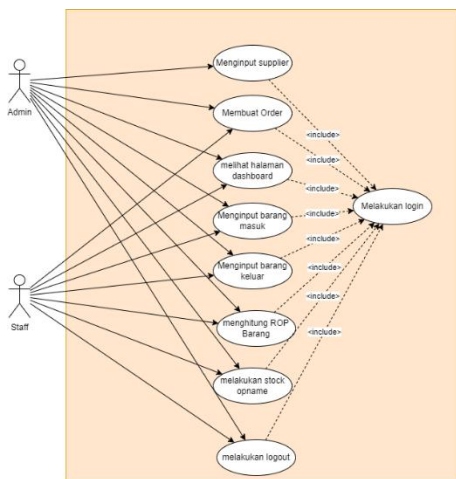 Menginput supplier
Admin
Membuat Order
<include>
<include>
melihat halaman
dashboard
<include>
Melakukan login
Menginput barang
masuk
<include>
<include>
Menginput barang
keluar
<include>
Staff
menghitung ROP
Barang
<include>
<include>
melakukan stock
opname
melakukan logout